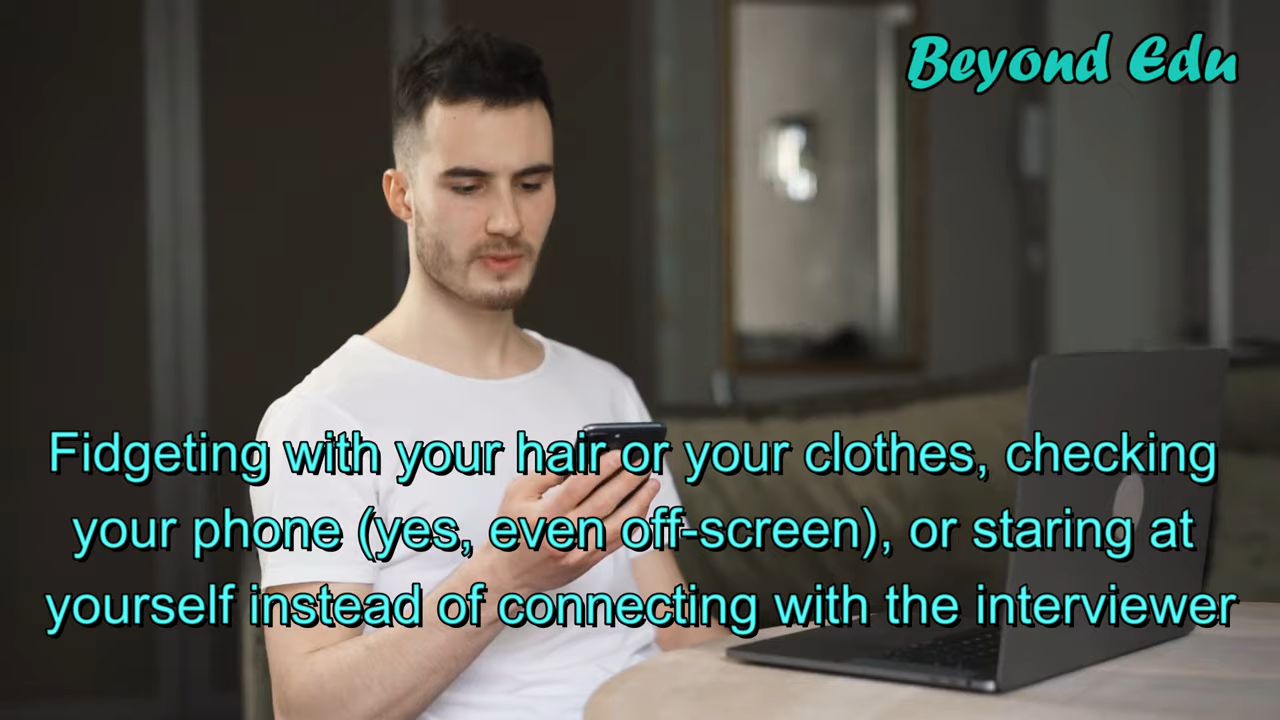 Beyond Edu
Fidgeting with your hair or your clothes, checking
your phone (yes, even off-screen), or staring at
yourself instead of connecting with the interviewer